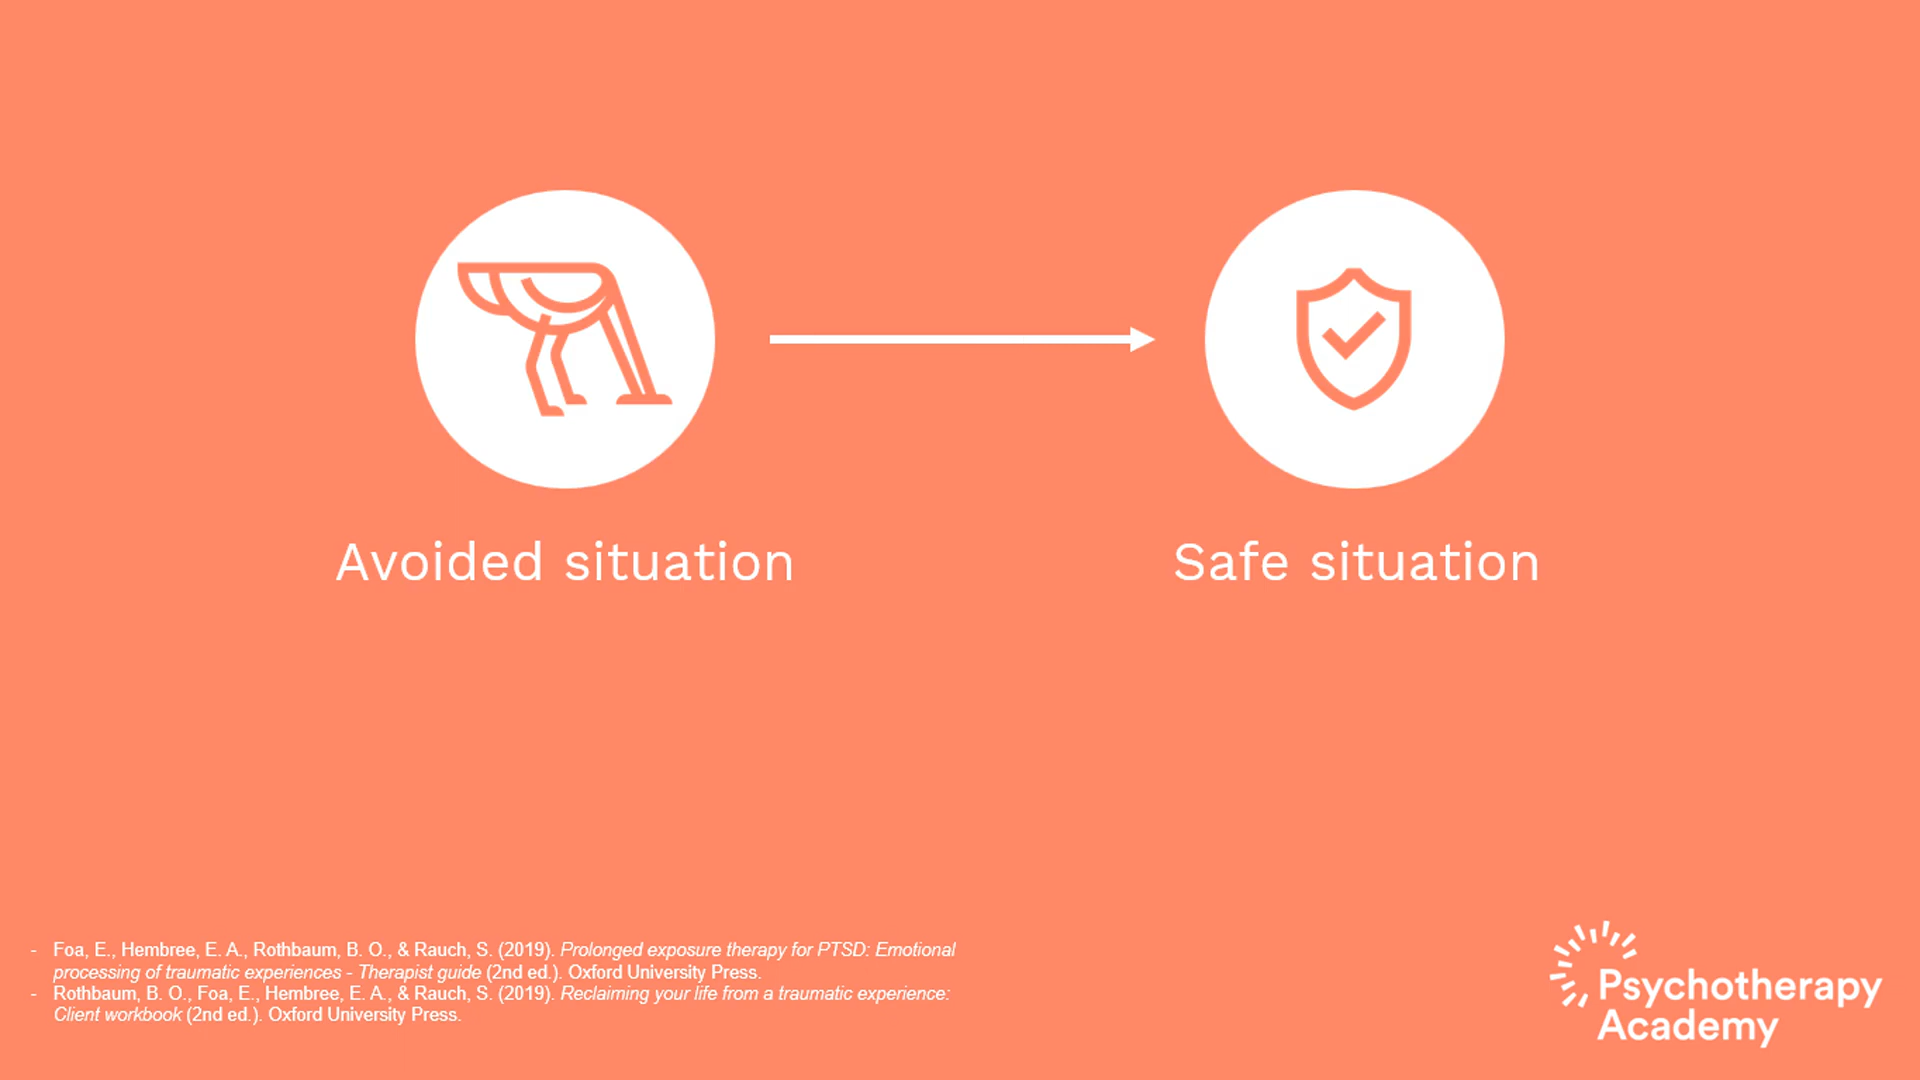 Avoided situation
Safe situation
- Foa, E., Hembree, E. A., Rothbaum, B. O., & Rauch, S. (2019). Prolonged exposure therapy for PTSD: Emotional
processing of traumatic experiences - Therapist guide (2nd ed.). Oxford University Press.
- Rothbaum, B. O., Foa, E., Hembree, E. A., & Rauch, S. (2019). Reclaiming your life from a traumatic experience:
Client workbook (2nd ed.). Oxford University Press.
Psychotherapy
Academy